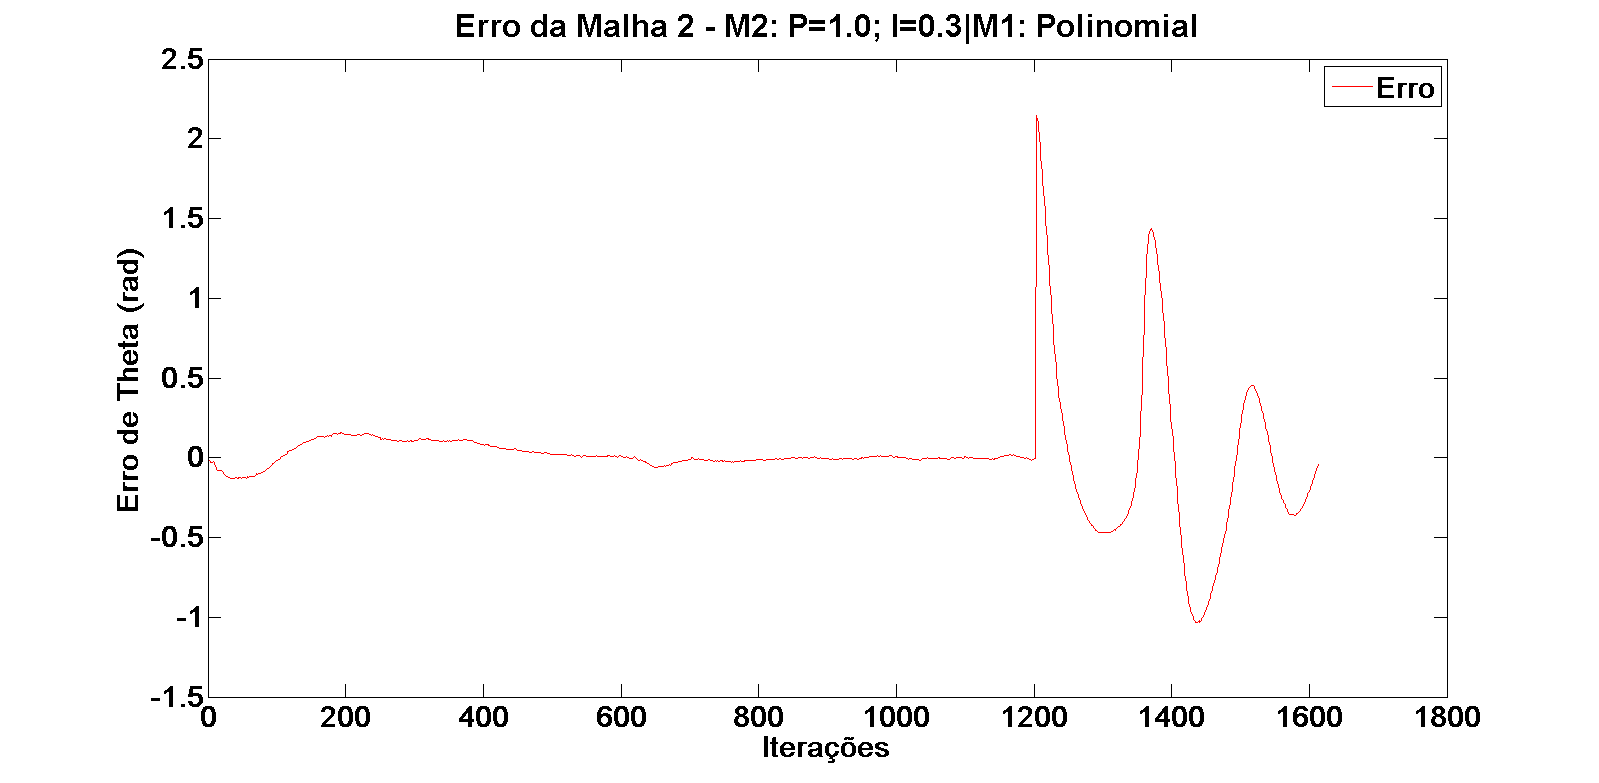 Erro da Malha 2 - M2: P=1.0; I=0.3|M1: Polinomial
Erro
Erro de Theta (rad)
2.5
2
1.5
1
0.5
0
-0.5
-1
-1.5
0 200 400 600 800 1000 1200 1400 1600 1800
Iterações